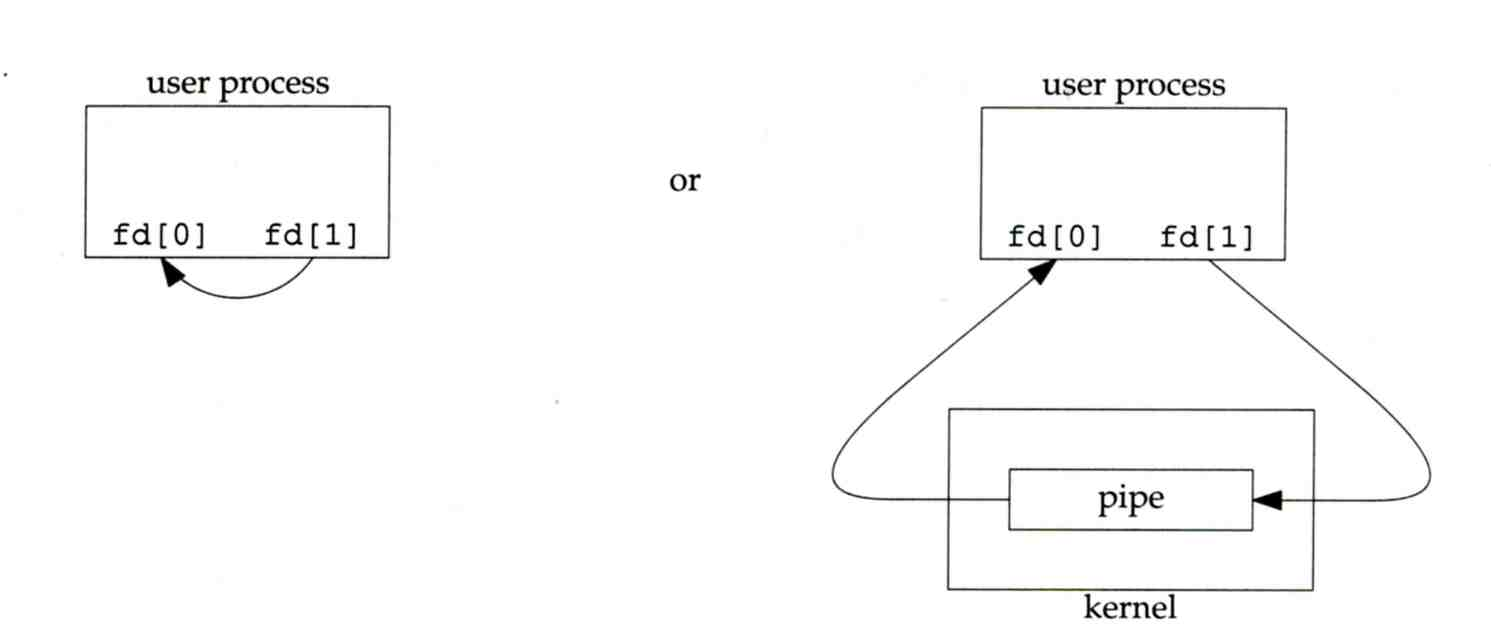 user process
fd[0] fd[1]
or
user process
fd[0] fd[1]
pipe
kernel